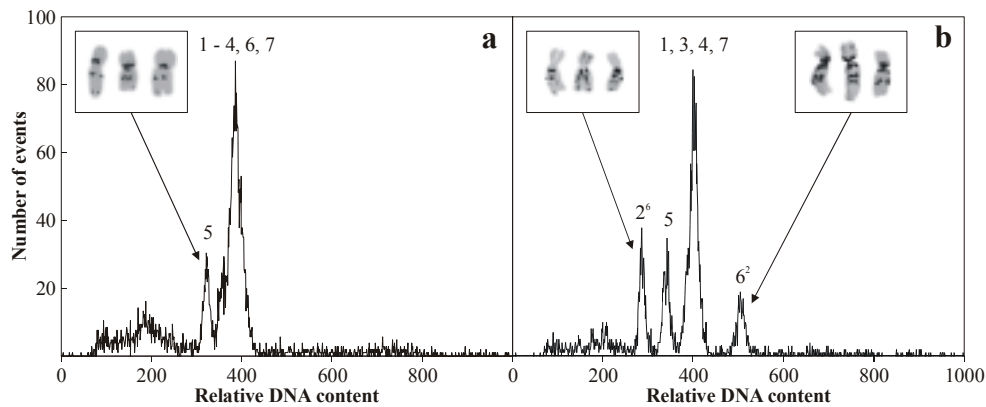 100
80
60
40
20
Number of events
1 - 4, 6, 7
a
5
0 200 400 600 800
Relative DNA content
1, 3, 4, 7
b
2⁶
5
6²
0 200 400 600 800 1000
Relative DNA content